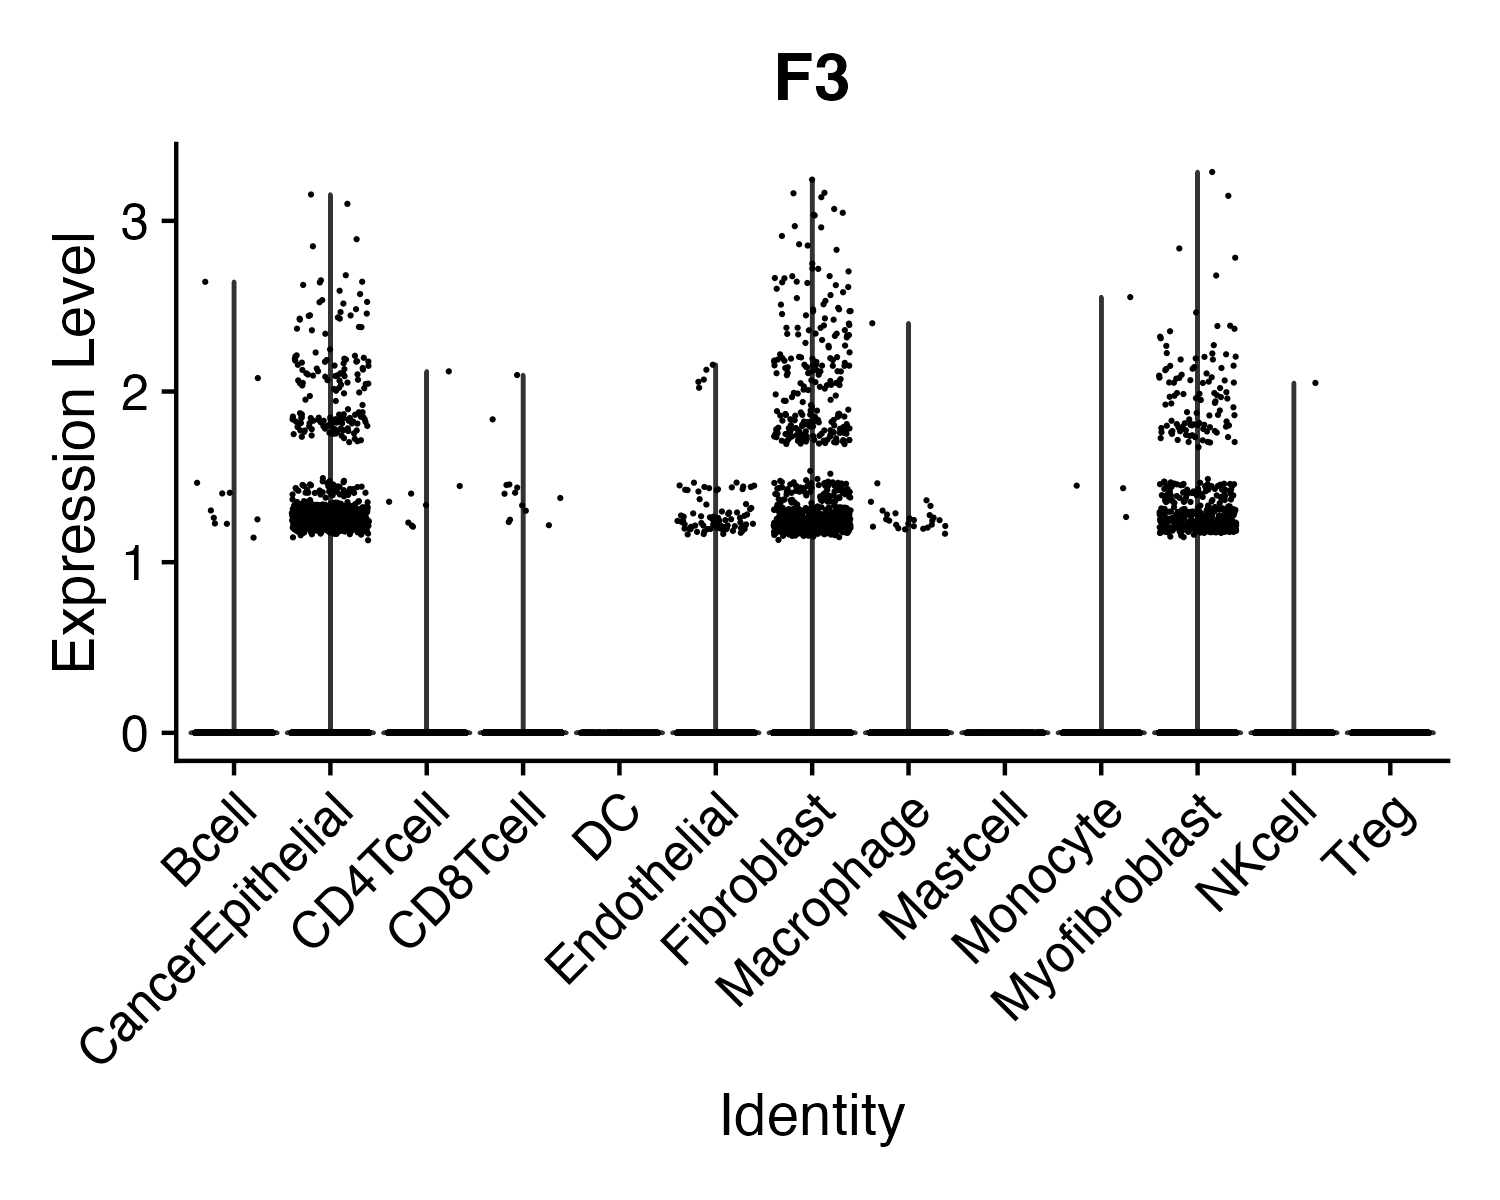 F3
Expression Level
3
2
1
0
Bcell
CancerEpithelial
CD4Tcell
CD8Tcell
DC
Endothelial
Fibroblast
Macrophage
Mastcell
Monocyte
Myofibroblast
NKcell
Treg
Identity